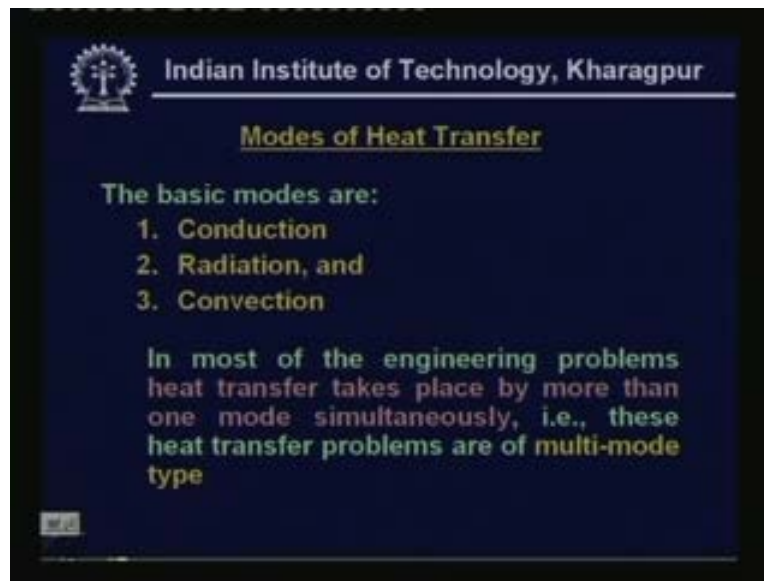 Indian Institute of Technology, Kharagpur
Modes of Heat Transfer
The basic modes are:
1. Conduction
2. Radiation, and
3. Convection
In most of the engineering problems
heat transfer takes place by more than
one mode simultaneously, i.e., these
heat transfer problems are of multi-mode
type